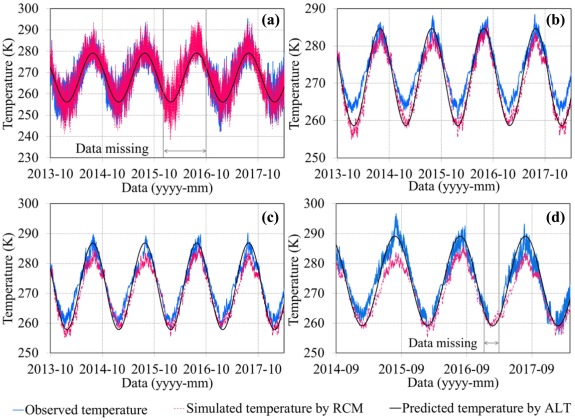 (a)
Temperature (K)
300
290
280
270
260
250
240
230
Data missing
2013-10 2014-10 2015-10 2016-10 2017-10
Data (yyyy-mm)
(b)
Temperature (K)
290
280
270
260
250
2013-10 2014-10 2015-10 2016-10 2017-10
Data (yyyy-mm)
(c)
Temperature (K)
300
290
280
270
260
250
2013-10 2014-10 2015-10 2016-10 2017-10
Data (yyyy-mm)
(d)
Temperature (K)
300
290
280
270
260
250
Data missing
2014-09 2015-09 2016-09 2017-09
Data (yyyy-mm)
Observed temperature Simulated temperature by RCM Predicted temperature by ALT